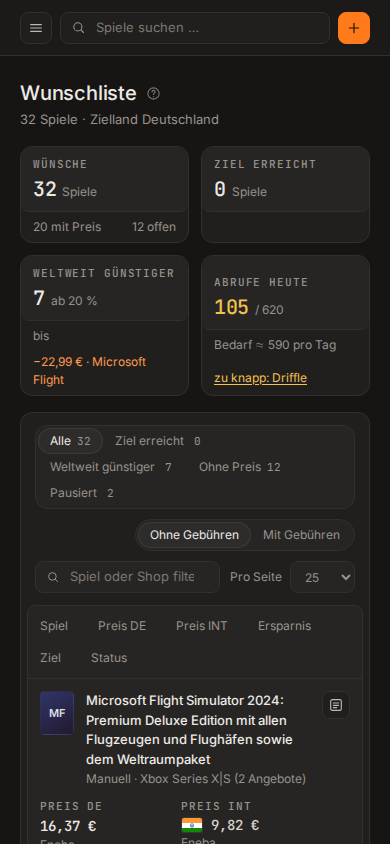 Spiele suchen ...
Wunschliste
32 Spiele · Zielland Deutschland
WÜNSCHE
32 Spiele
20 mit Preis 12 offen
ZIEL ERREICHT
0 Spiele
WELTWEIT GÜNSTIGER
7 ab 20 %
bis
−22,99 € · Microsoft
Flight
ABRUFE HEUTE
105 / 620
Bedarf ≈ 590 pro Tag
zu knapp: Driffle
Alle 32 Ziel erreicht 0
Weltweit günstiger 7 Ohne Preis 12
Pausiert 2
Ohne Gebühren Mit Gebühren
Spiel oder Shop filte Pro Seite 25
Spiel Preis DE Preis INT Ersparnis
Ziel Status
MF
Microsoft Flight Simulator 2024:
Premium Deluxe Edition mit allen
Flugzeugen und Flughäfen sowie
dem Weltraumpaket
Manuell · Xbox Series X|S (2 Angebote)
PREIS DE PREIS INT
16,37 € 9,82 €
Eneba Eneba